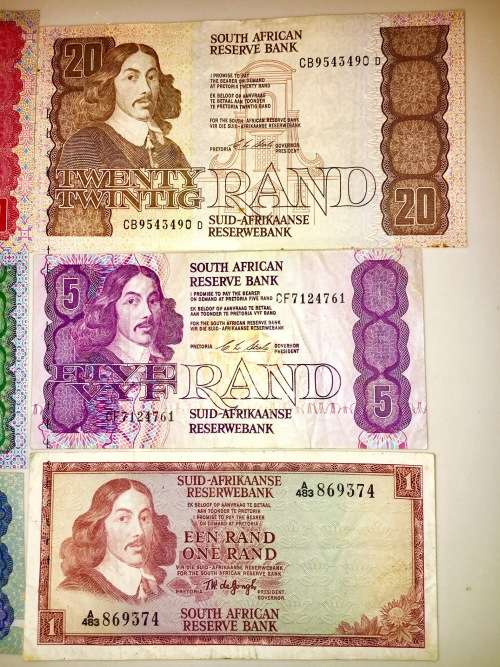 20
SOUTH AFRICAN
RESERVE BANK
CB9543490 D
I PROMISE TO PAY
THE BEARER ON DEMAND
AT PRETORIA TWENTY RAND
EK BELOOF OP AANVRAAG
TE BETAAL AAN TOONDER
TE PRETORIA TWINTIG RAND
FOR THE SOUTH AFRICAN RESERVE BANK
VIR DIE SUID-AFRIKAANSE RESERWEBANK
PRETORIA GOVERNOR
PRESIDENT
TWENTY
TWINTIG RAND
20
CB9543490 D
SUID-AFRIKAANSE
RESERWEBANK
5
SOUTH AFRICAN
RESERVE BANK
I PROMISE TO PAY THE BEARER
ON DEMAND AT PRETORIA FIVE RAND
CF7124761
EK BELOOF OP AANVRAAG TE BETAAL
AAN TOONDER TE PRETORIA VYF RAND
FOR THE SOUTH AFRICAN RESERVE BANK
VIR DIE SUID-AFRIKAANSE RESERWEBANK
PRETORIA GOVERNOR
PRESIDENT
FIVE
VYF RAND
5
CF7124761
SUID-AFRIKAANSE
RESERWEBANK
SUID-AFRIKAANSE
RESERWEBANK
A/483 869374
1
EK BELOOF OP AANVRAAG TE BETAAL
AAN TOONDER TE PRETORIA
PROMISE TO PAY THE BEARER
ON DEMAND AT PRETORIA
EEN RAND
ONE RAND
VIR DIE SUID-AFRIKAANSE RESERWEBANK
FOR THE SOUTH AFRICAN RESERVE BANK
PRETORIA TW de Jongh PRESIDENT
GOVERNOR
A/483 869374
1
SOUTH AFRICAN
RESERVE BANK